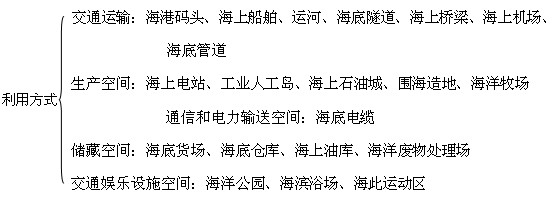 交通运输：海港码头、海上船舶、运河、海底隧道、海上桥梁、海上机场、
海底管道
生产空间：海上电站、工业人工岛、海上石油城、围海造地、海洋牧场
利用方式
通信和电力输送空间：海底电缆
储藏空间：海底货场、海底仓库、海上油库、海洋废物处理场
交通娱乐设施空间：海洋公园、海滨浴场、海此运动区